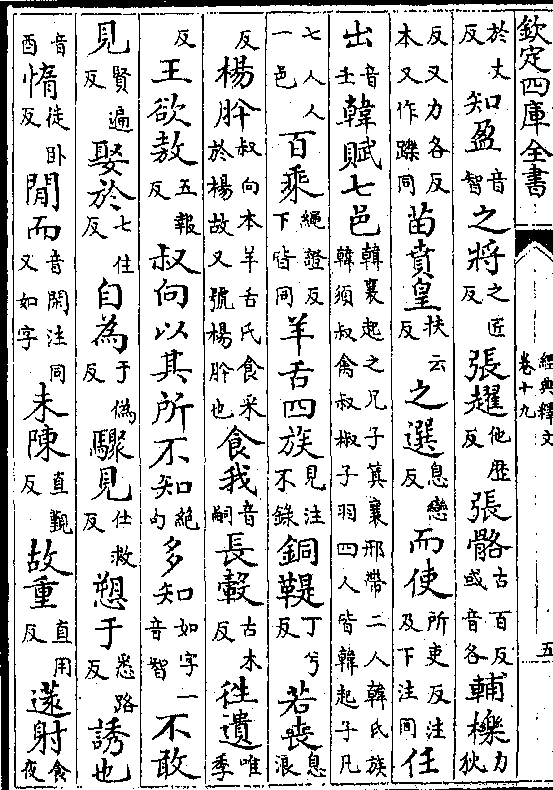 欽定四庫全書
經典釋文
卷十九
五
於丈反知盈音智之將之匠反張趯他歷反張骼古百反或音各輔櫟力狄
反又力各反本又作躒同苗賁皇扶云反之選息戀反而使所吏反注及下注同任
出音壬韓賦七邑韓襄起之兄子箕襄邢帶二人韓氏族韓須叔禽叔椒子羽四人皆韓起子凡
七人人一邑百乘繩證反下皆同羊舌四族見注不錄銅鞮丁兮反若喪息浪
反楊肸叔向本羊舌氏食采於楊故又號楊肸也食我音嗣長轂古木反往遺唯季
反王欲敖五報反叔向以其所不知絕句多知如字一音智不敢
見賢遍反娶於七住反自為于偽反驟見仕救反愬于悉路反誘也
音酉惰徒臥反閒而音閑注同又如字未陳直覲反故重直用反遂射食夜